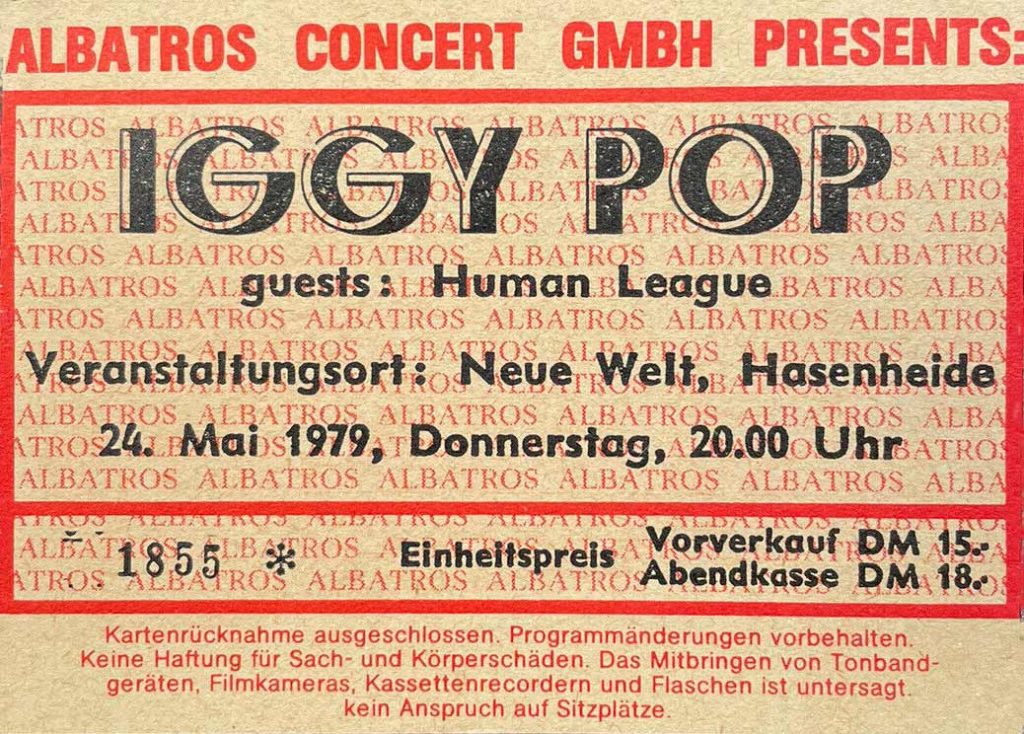 ALBATROS CONCERT GMBH PRESENTS:
IGGY POP
guests: Human League
Veranstaltungsort: Neue Welt, Hasenheide
24. Mai 1979, Donnerstag, 20.00 Uhr
1855 * Einheitspreis Vorverkauf DM 15.-
Abendkasse DM 18.-
Kartenrücknahme ausgeschlossen. Programmänderungen vorbehalten.
Keine Haftung für Sach- und Körperschäden. Das Mitbringen von Tonband-
geräten, Filmkameras, Kassettenrecordern und Flaschen ist untersagt.
kein Anspruch auf Sitzplätze.